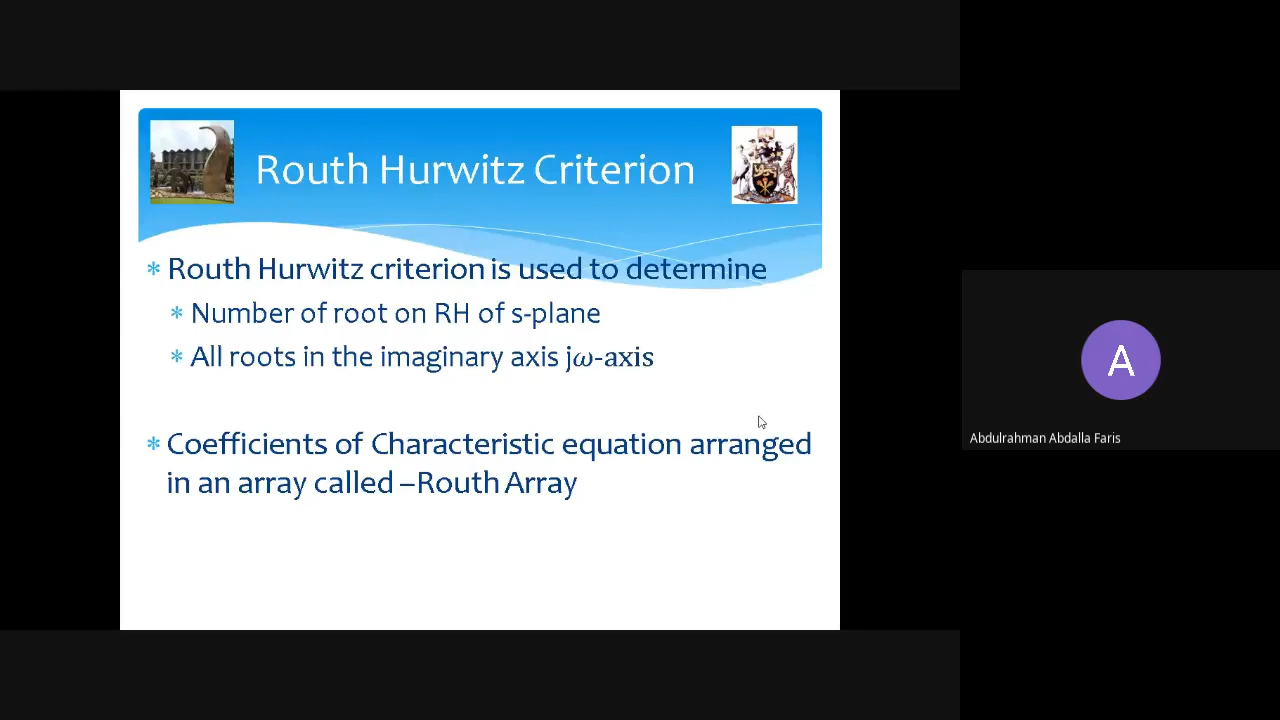 Routh Hurwitz Criterion
* Routh Hurwitz criterion is used to determine
* Number of root on RH of s-plane
* All roots in the imaginary axis jω-axis
* Coefficients of Characteristic equation arranged
in an array called –Routh Array
A
Abdulrahman Abdalla Faris